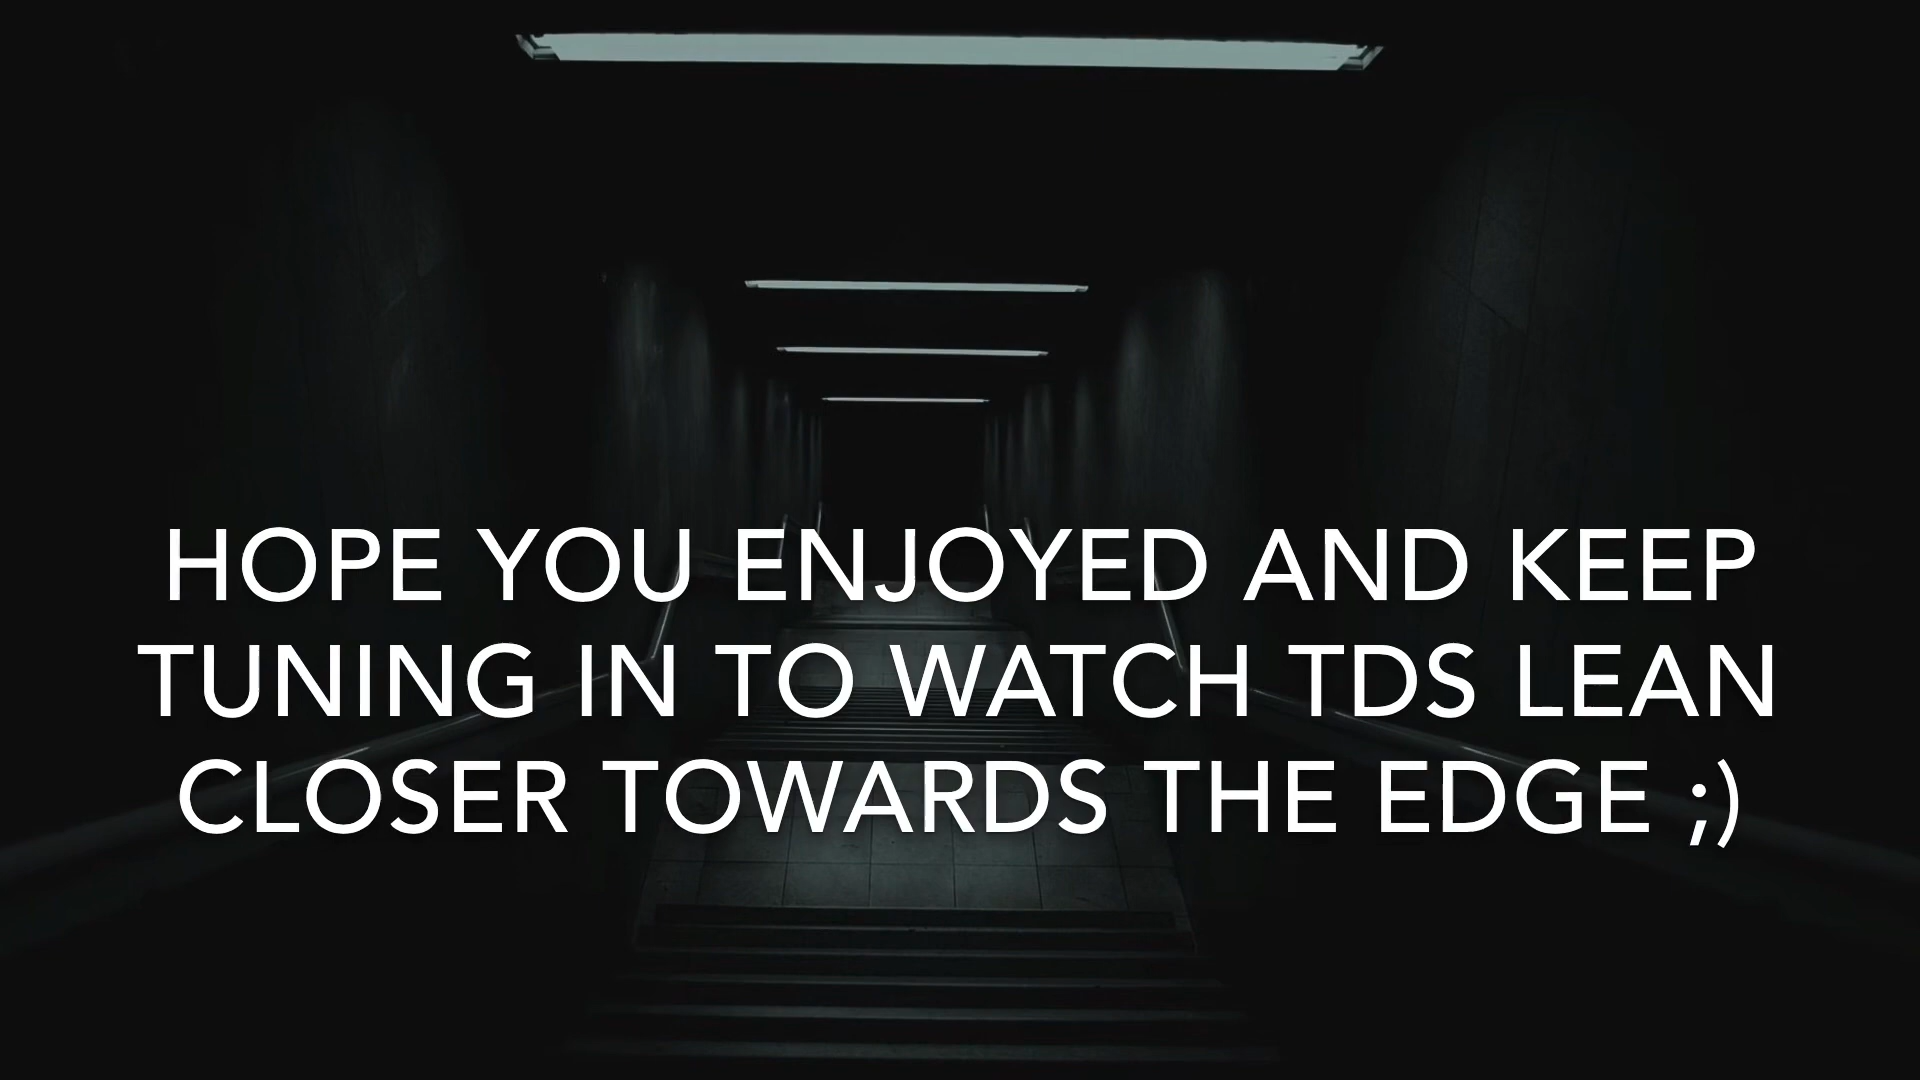 HOPE YOU ENJOYED AND KEEP
TUNING IN TO WATCH TDS LEAN
CLOSER TOWARDS THE EDGE ;)